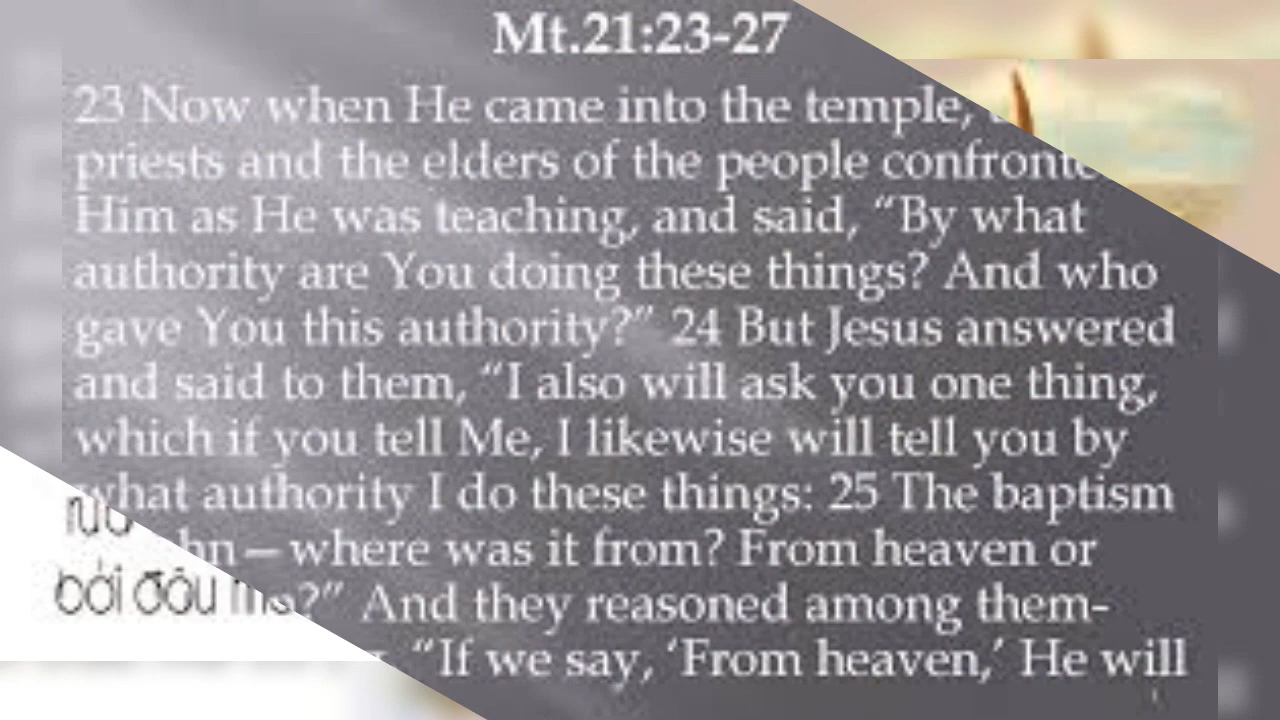 Mt.21:23-27
23 Now when He came into the temple,
priests and the elders of the people
Him as He was teaching, and said, “By what
authority are You doing these things? And who
gave You this authority?” 24 But Jesus answered
and said to them, “I also will ask you one thing,
which if you tell Me, I likewise will tell you by
what authority I do these things: 25 The baptism
where was it from? From heaven or
And they reasoned among them-
“If we say, ‘From heaven,’ He will
bởi đâu